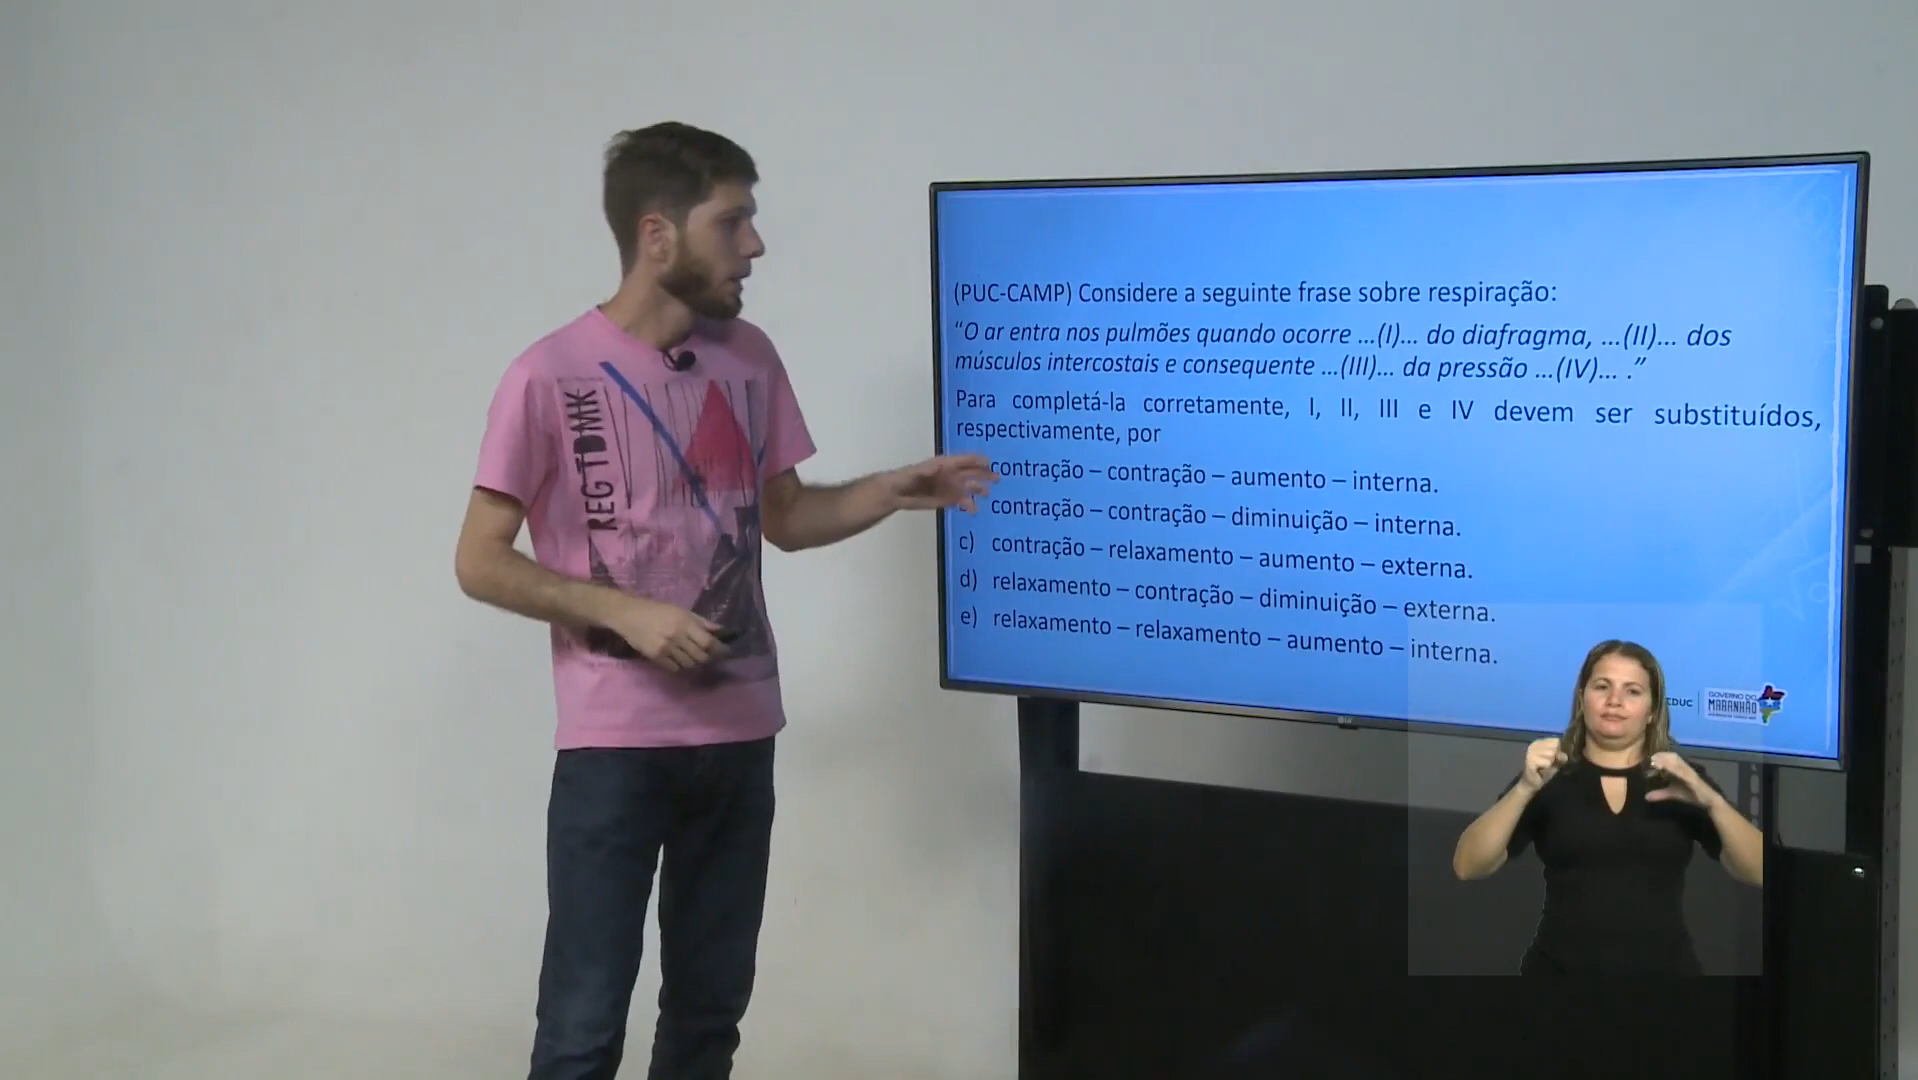 (PUC-CAMP) Considere a seguinte frase sobre respiração:
“O ar entra nos pulmões quando ocorre ...(I)... do diafragma, ...(II)... dos
músculos intercostais e consequente ...(III)... da pressão ...(IV)... .”
Para completá-la corretamente, I, II, III e IV devem ser substituídos,
respectivamente, por
contração – contração – aumento – interna.
contração – contração – diminuição – interna.
c) contração – relaxamento – aumento – externa.
d) relaxamento – contração – diminuição – externa.
e) relaxamento – relaxamento – aumento – interna.
GOVERNO DO
MARANHÃO
LG